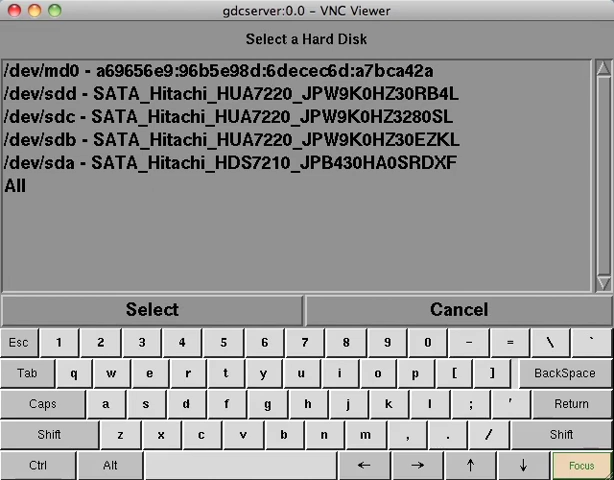 gdcserver:0.0 – VNC Viewer
Select a Hard Disk
/dev/md0 - a69656e9:96b5e98d:6decec6d:a7bca42a
/dev/sdd - SATA_Hitachi_HUA7220_JPW9K0HZ30RB4L
/dev/sdc - SATA_Hitachi_HUA7220_JPW9K0HZ3280SL
/dev/sdb - SATA_Hitachi_HUA7220_JPW9K0HZ30EZKL
/dev/sda - SATA_Hitachi_HDS7210_JPB430HA0SRDXF
All
Select Cancel
Esc 1 2 3 4 5 6 7 8 9 0 - = \ `
Tab q w e r t y u i o p [ ] BackSpace
Caps a s d f g h j k l ; ' Return
Shift z x c v b n m , . / Shift
Ctrl Alt ← → ↑ ↓ Focus